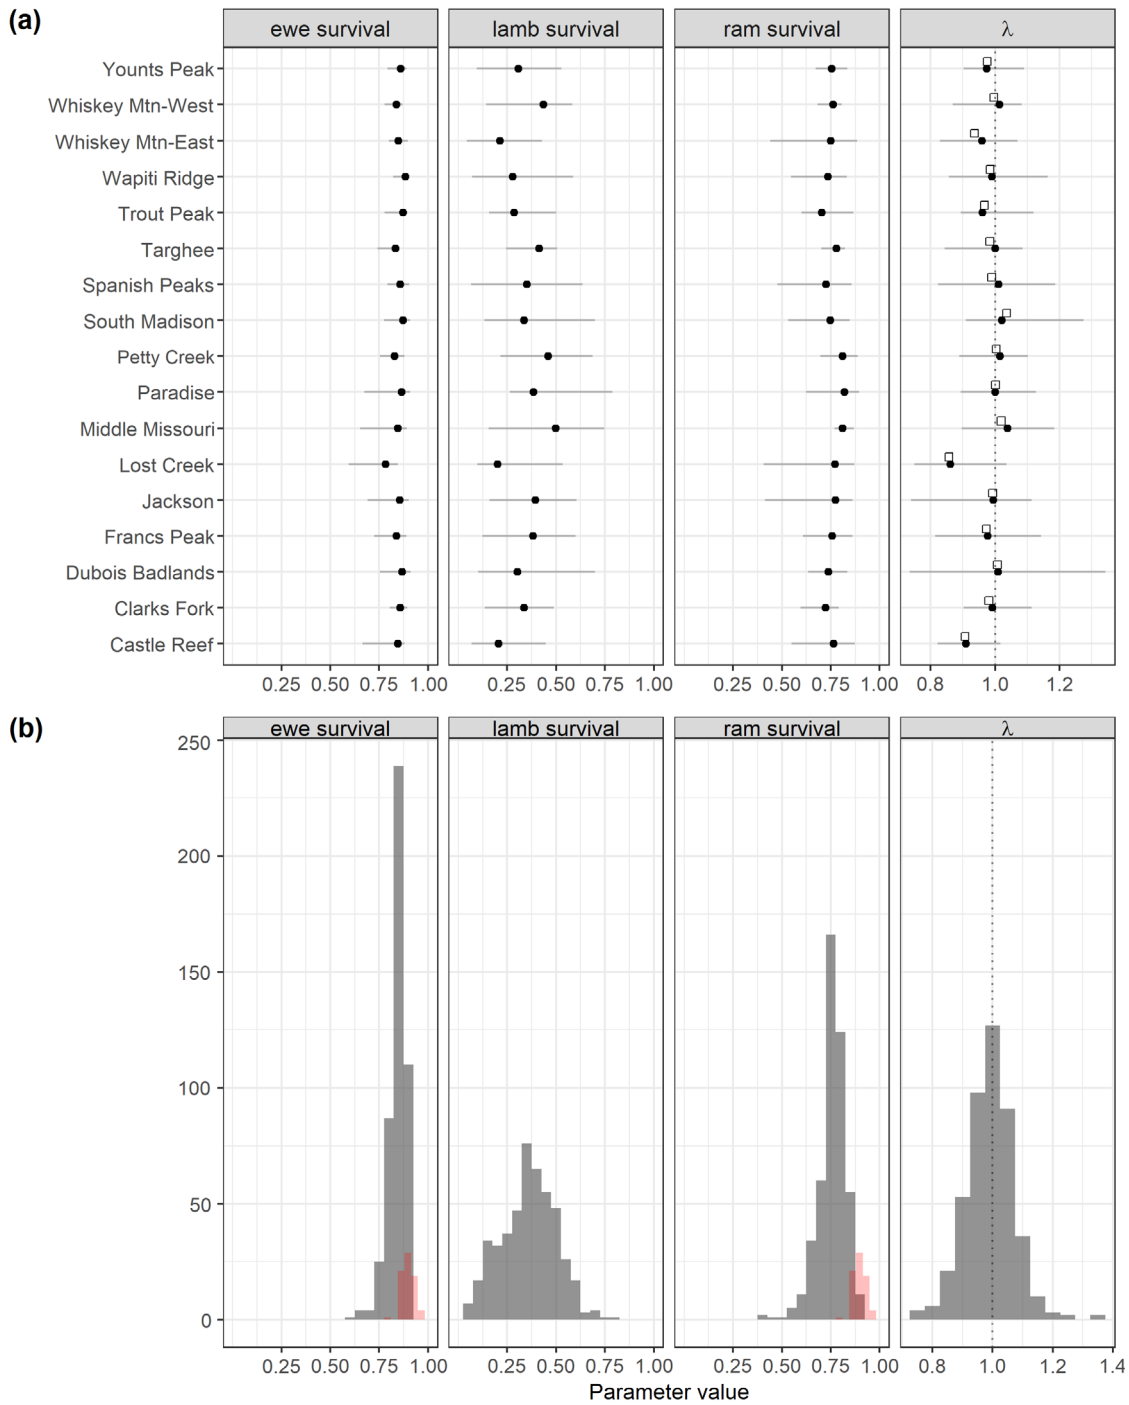 (a)
ewe survival lamb survival ram survival λ
Younts Peak
Whiskey Mtn-West
Whiskey Mtn-East
Wapiti Ridge
Trout Peak
Targhee
Spanish Peaks
South Madison
Petty Creek
Paradise
Middle Missouri
Lost Creek
Jackson
Francs Peak
Dubois Badlands
Clarks Fork
Castle Reef
0.25 0.50 0.75 1.00 0.25 0.50 0.75 1.00 0.25 0.50 0.75 1.00 0.8 1.0 1.2
(b)
ewe survival lamb survival ram survival λ
250
200
150
100
50
0
0.25 0.50 0.75 1.00 0.25 0.50 0.75 1.00 0.25 0.50 0.75 1.00 0.8 1.0 1.2 1.4
Parameter value